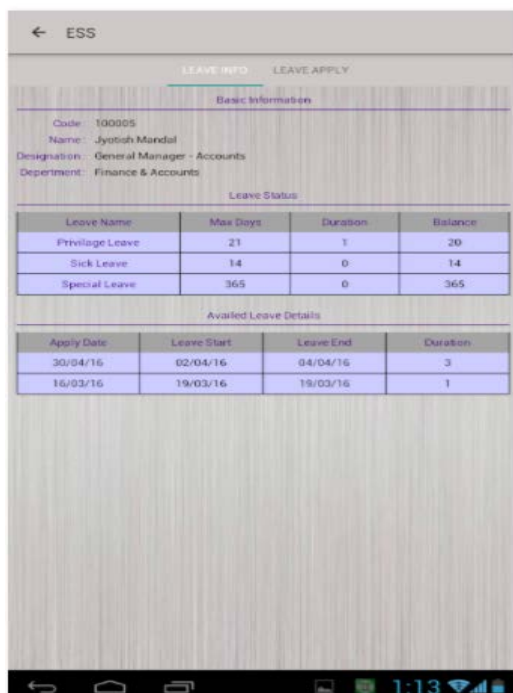 ESS
LEAVE INFO LEAVE APPLY
Basic Information
Code : 100005
Name : Jyotish Mandal
Designation : General Manager - Accounts
Depertment : Finance & Accounts
Leave Status
Leave Name Max Days Duration Balance
Privilage Leave 21 1 20
Sick Leave 14 0 14
Special Leave 365 0 365
Availed Leave Details
Apply Date Leave Start Leave End Duration
30/04/16 02/04/16 04/04/16 3
16/03/16 19/03/16 19/03/16 1
1:13